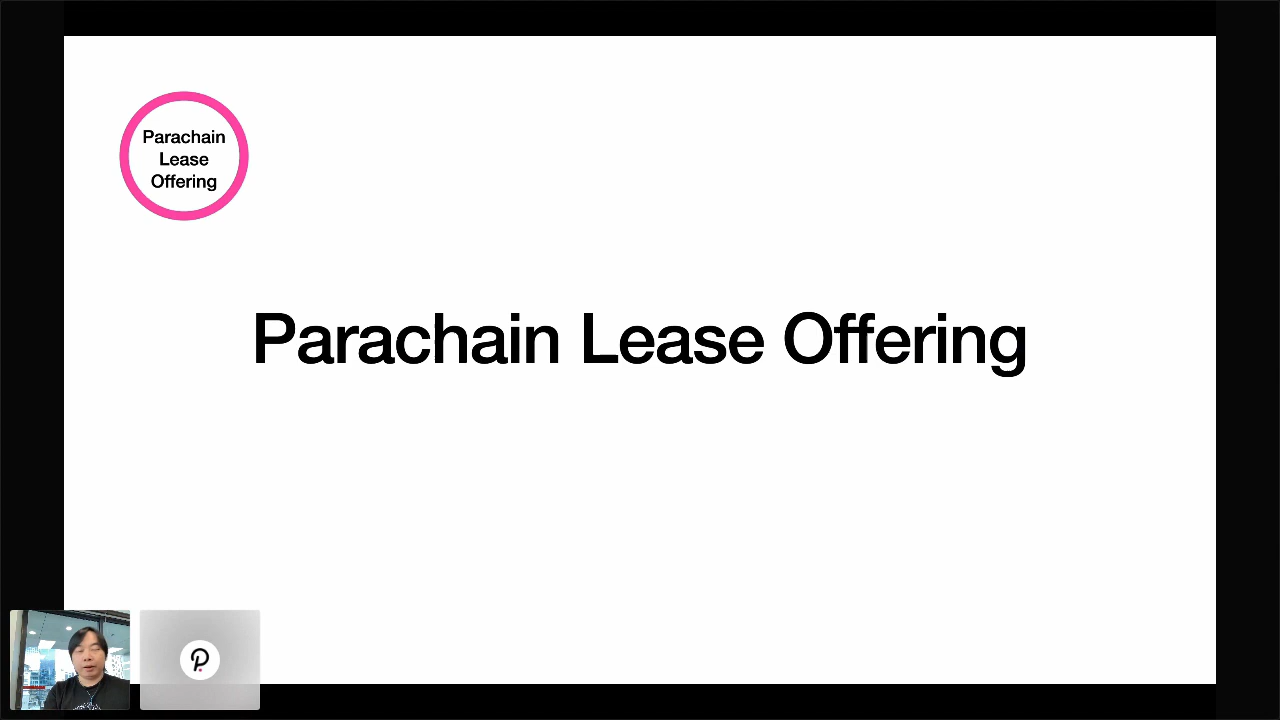 Parachain
Lease
Offering
Parachain Lease Offering